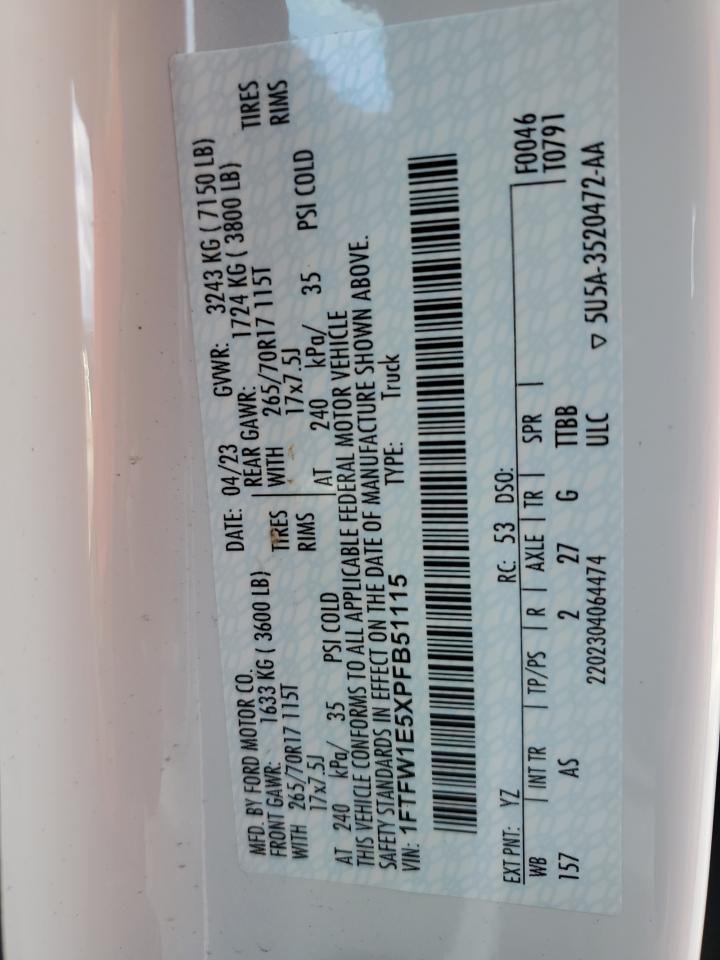 MFD. BY FORD MOTOR CO.
DATE: 04/23 GVWR: 3243 KG ( 7150 LB)
FRONT GAWR: 1633 KG ( 3600 LB) REAR GAWR: 1724 KG ( 3800 LB)
WITH 265/70R17 115T TIRES WITH 265/70R17 115T TIRES
17x7.5J RIMS 17x7.5J RIMS
AT 240 kPa/ 35 PSI COLD AT 240 kPa/ 35 PSI COLD
THIS VEHICLE CONFORMS TO ALL APPLICABLE FEDERAL MOTOR VEHICLE
SAFETY STANDARDS IN EFFECT ON THE DATE OF MANUFACTURE SHOWN ABOVE.
VIN: 1FTFW1E5XPFB51115 TYPE: Truck
EXT PNT: YZ RC: 53 DSO: F0046
WB INT TR TP/PS R AXLE TR SPR T0791
157 AS 2 27 G TTBB
2202304064474 ULC ▽ 5U5A-3520472-AA